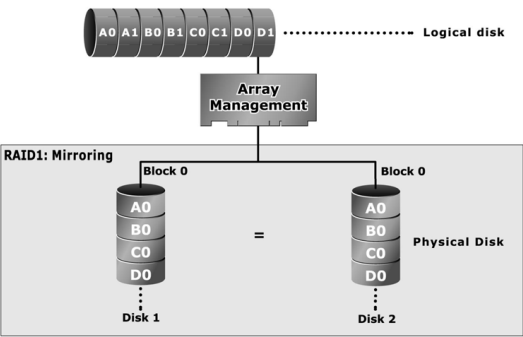 A0 A1 B0 B1 C0 C1 D0 D1 Logical disk
Array
Management
RAID1: Mirroring
Block 0 Block 0
A0 A0
B0 B0
= Physical Disk
C0 C0
D0 D0
Disk 1 Disk 2